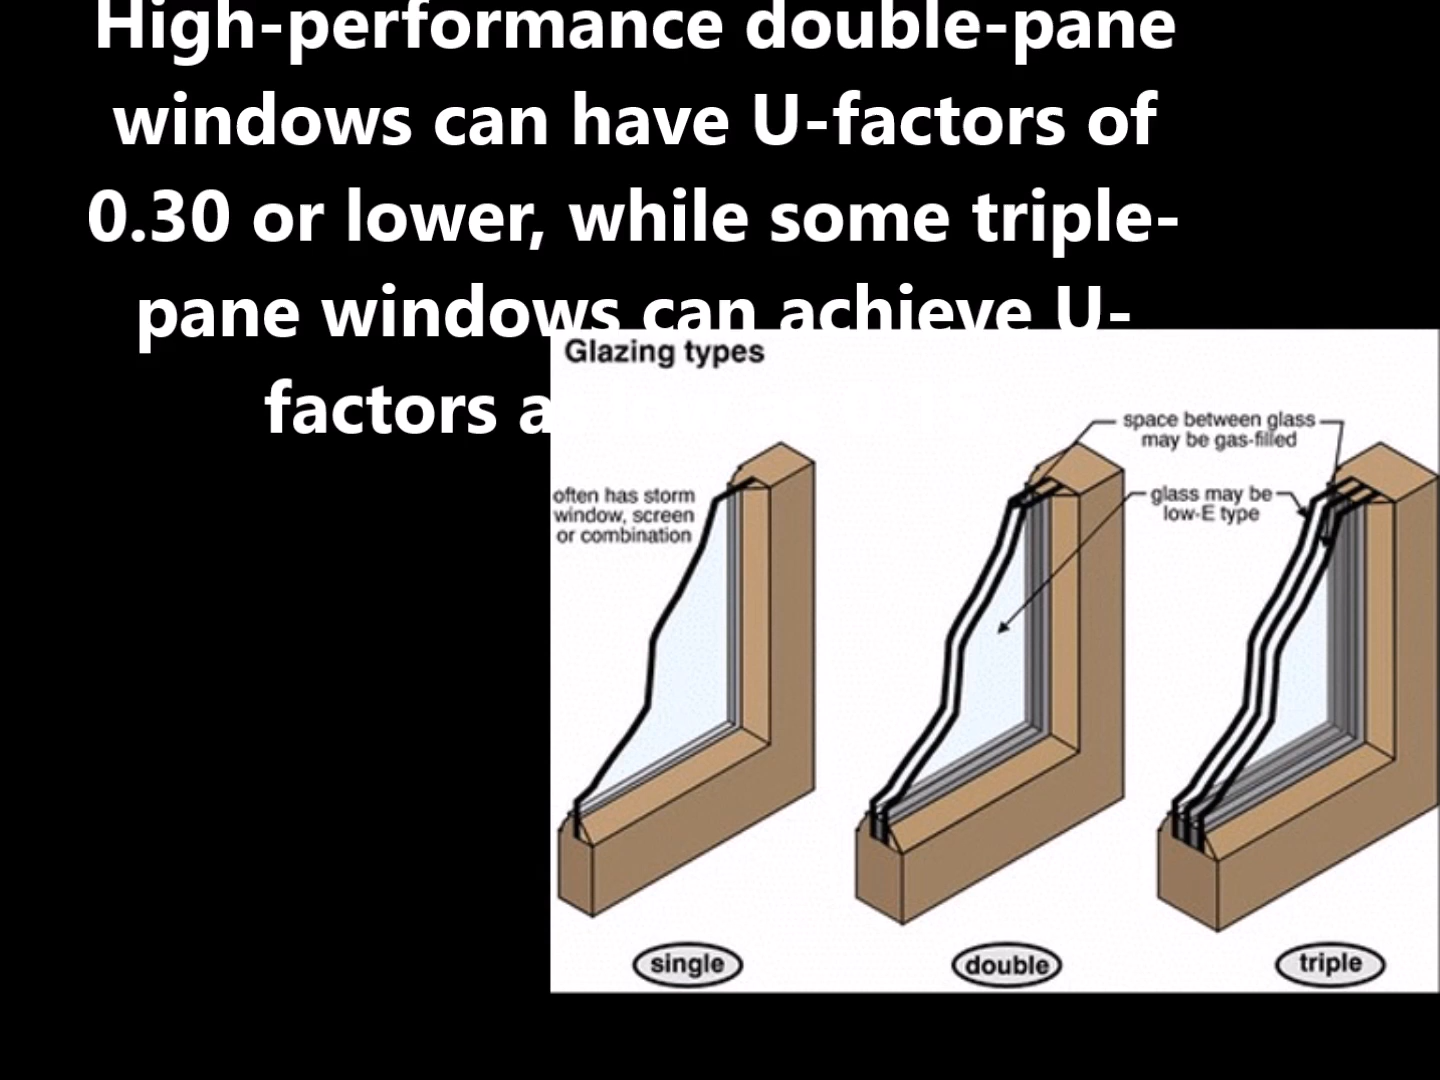 High-performance double-pane
windows can have U-factors of
0.30 or lower, while some triple-
pane windows can achieve U-
factors
Glazing types
space between glass
may be gas-filled
often has storm
window, screen
or combination
glass may be
low-E type
single
double
triple